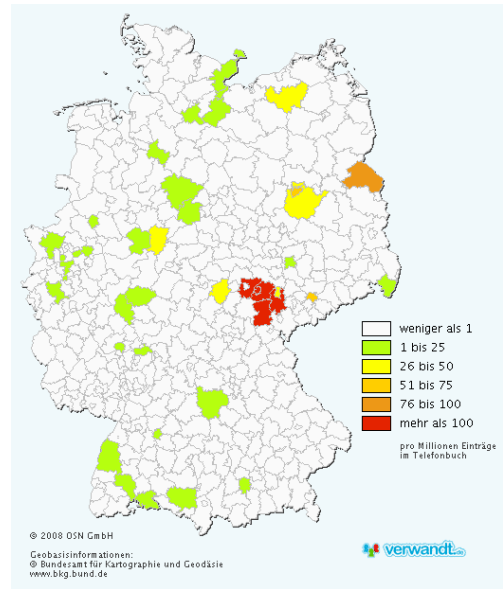 weniger als 1
1 bis 25
26 bis 50
51 bis 75
76 bis 100
mehr als 100
pro Millionen Einträge
im Telefonbuch
© 2008 OSN GmbH
Geobasisinformationen:
© Bundesamt für Kartographie und Geodäsie
www.bkg.bund.de
verwandt.de